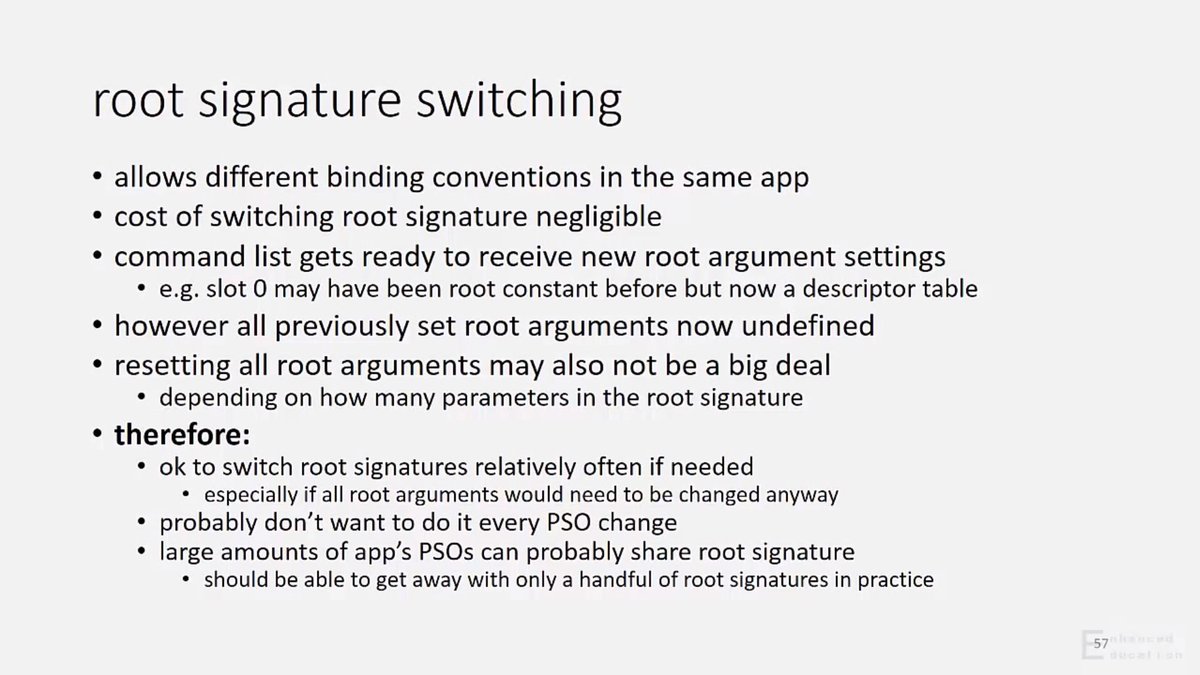 root signature switching
• allows different binding conventions in the same app
• cost of switching root signature negligible
• command list gets ready to receive new root argument settings
• e.g. slot 0 may have been root constant before but now a descriptor table
• however all previously set root arguments now undefined
• resetting all root arguments may also not be a big deal
• depending on how many parameters in the root signature
• therefore:
• ok to switch root signatures relatively often if needed
• especially if all root arguments would need to be changed anyway
• probably don't want to do it every PSO change
• large amounts of app's PSOs can probably share root signature
• should be able to get away with only a handful of root signatures in practice
57
Enhanced
Education